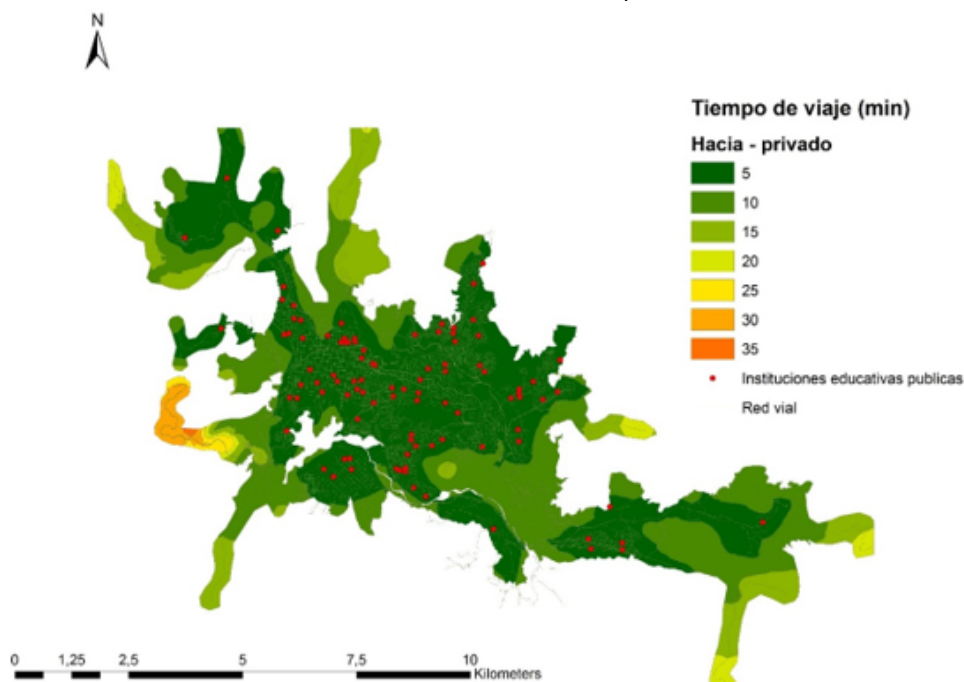 N
Tiempo de viaje (min)
Hacia - privado
5
10
15
20
25
30
35
Instituciones educativas publicas
Red vial
0 1,25 2,5 5 7,5 10
Kilometers